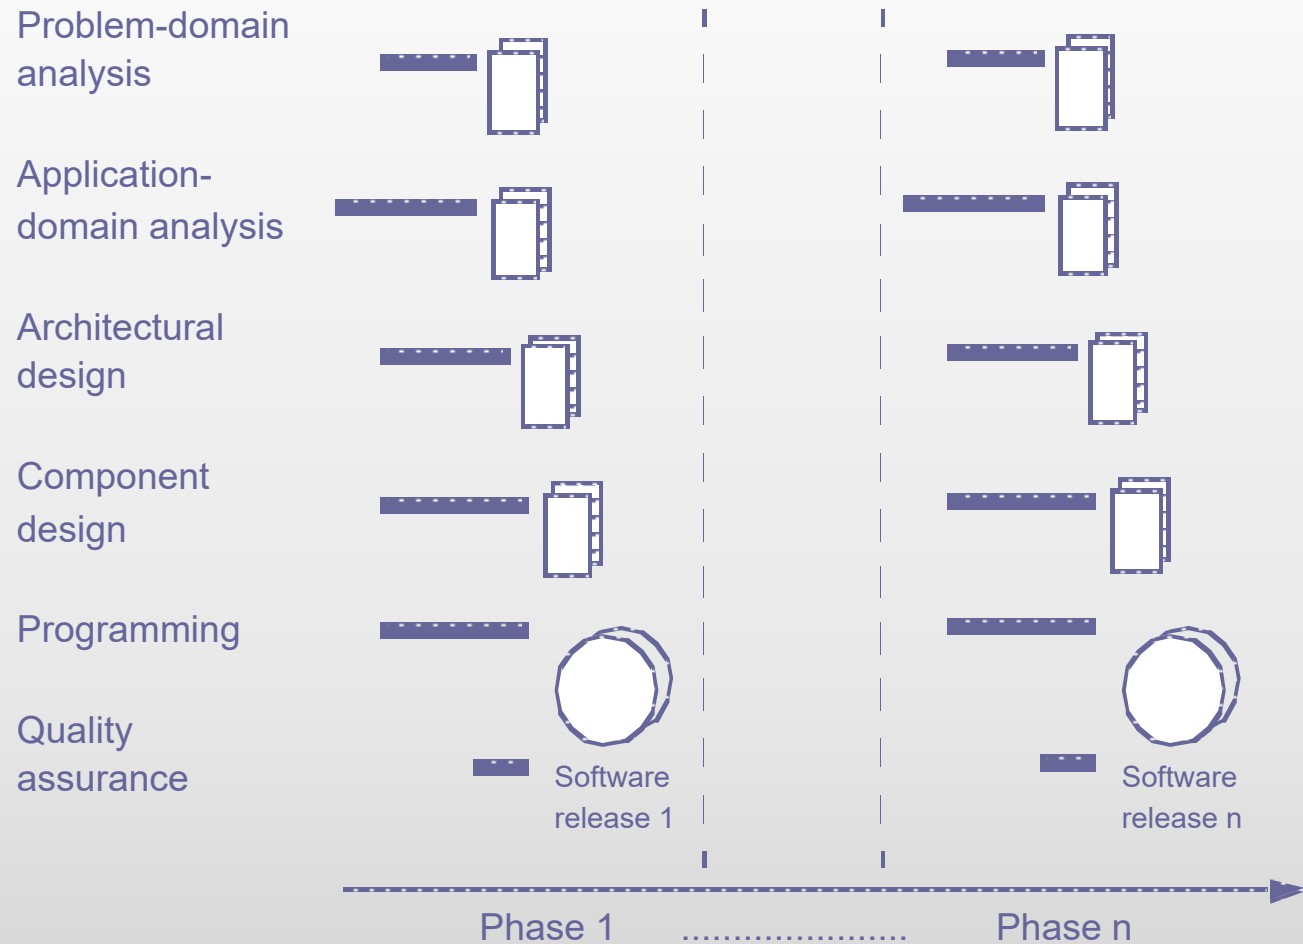 Problem-domain
analysis
Application-
domain analysis
Architectural
design
Component
design
Programming
Quality
assurance
Software
release 1
Software
release n
Phase 1 ...................... Phase n